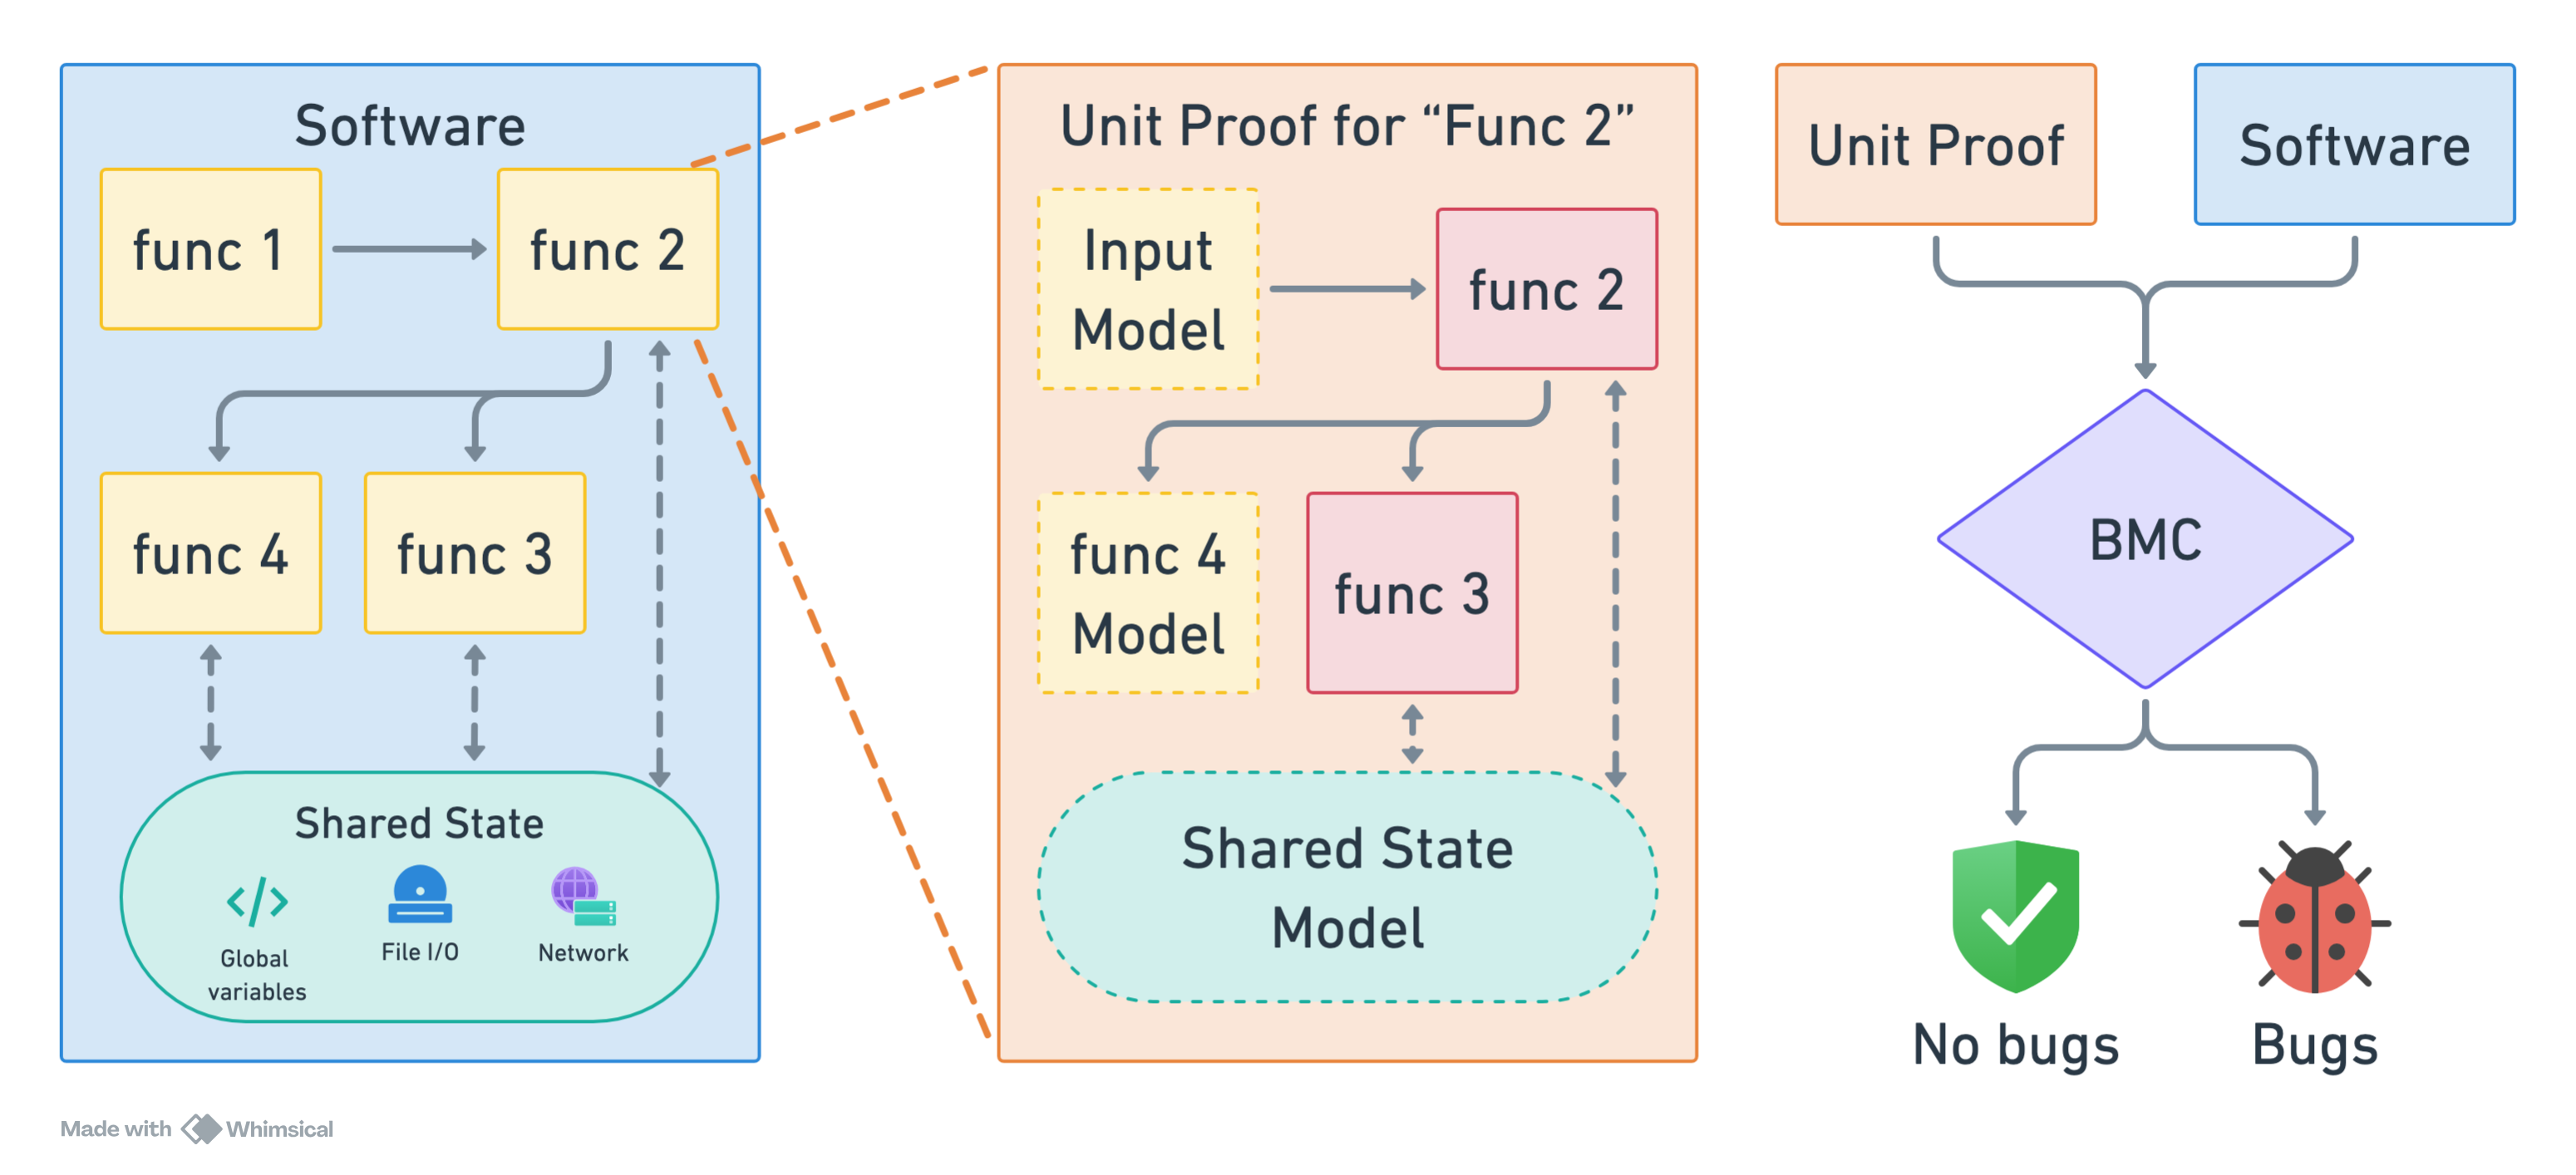 Software
func 1
func 2
func 4
func 3
Shared State
Global
variables
File I/O
Network
Unit Proof for “Func 2”
Input
Model
func 2
func 4
Model
func 3
Shared State
Model
Unit Proof
Software
BMC
No bugs
Bugs
Made with Whimsical